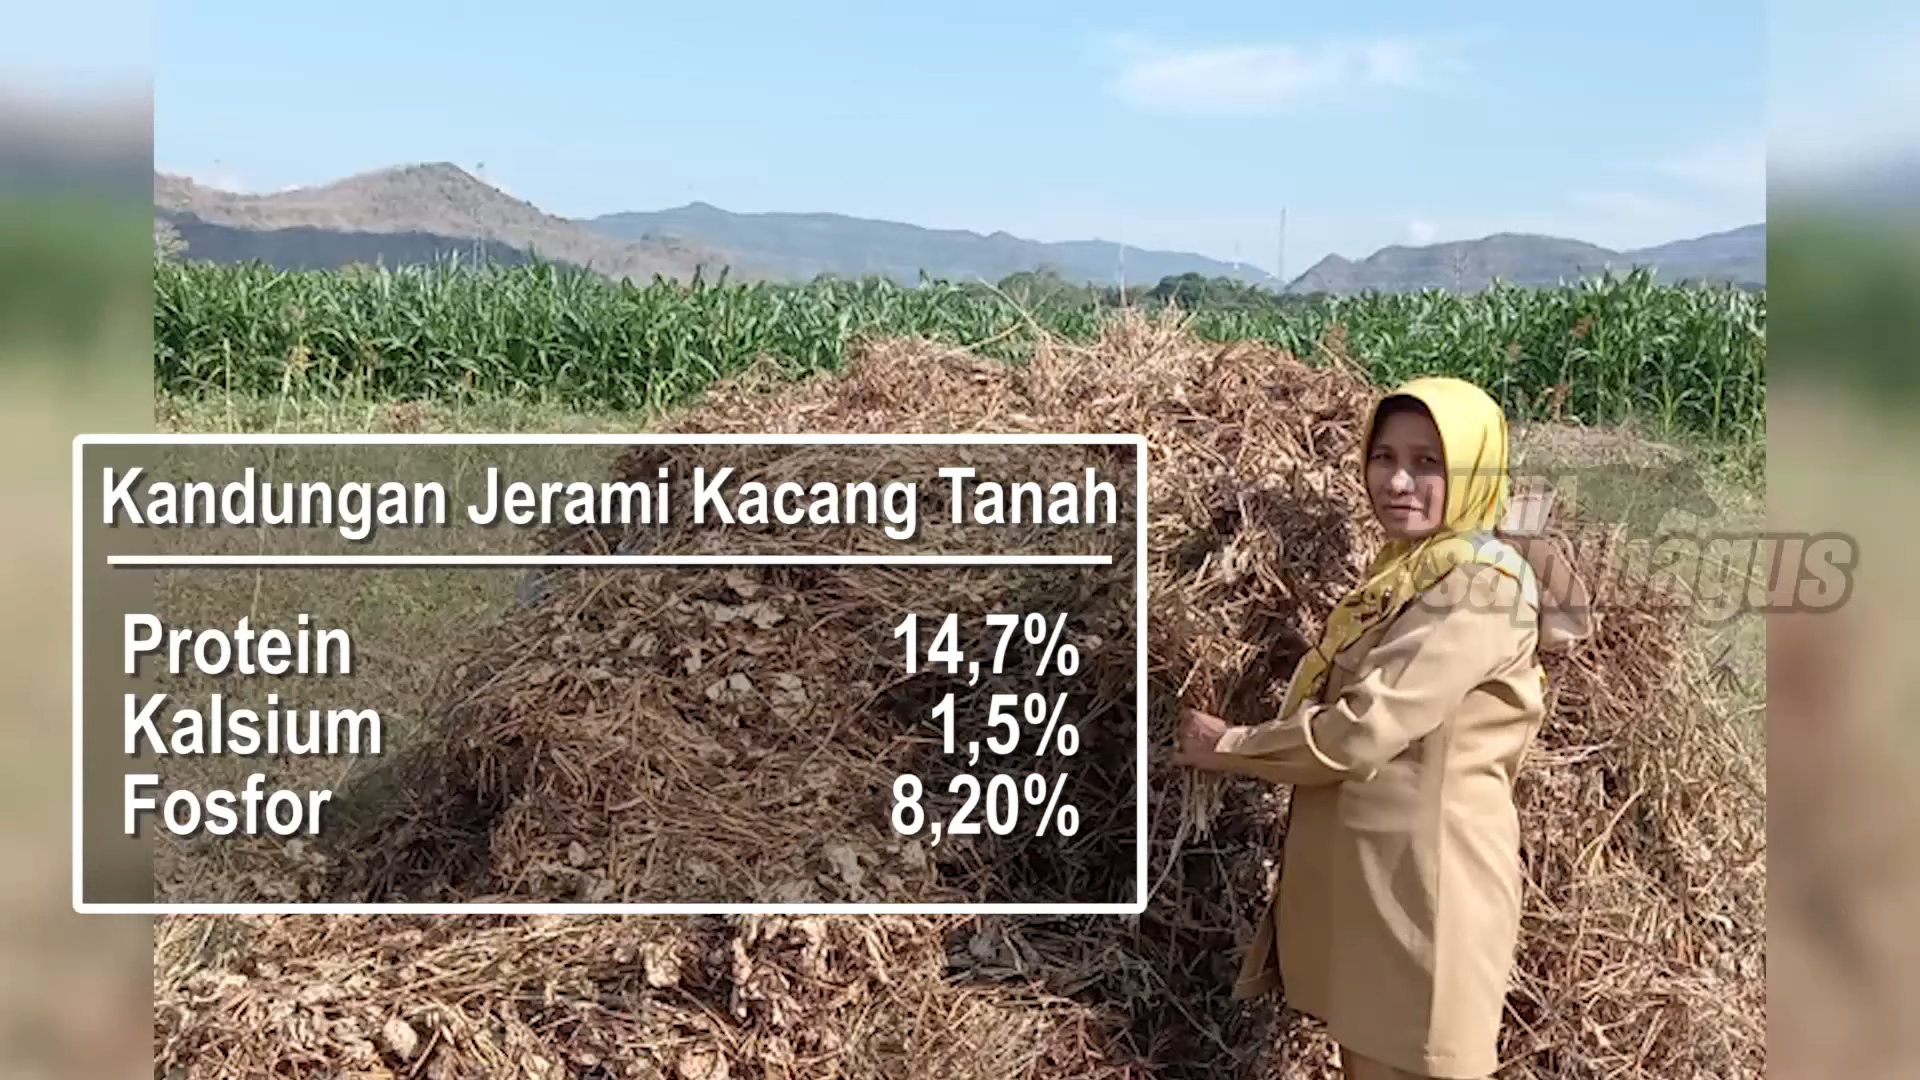 Kandungan Jerami Kacang Tanah
Protein 14,7%
Kalsium 1,5%
Fosfor 8,20%